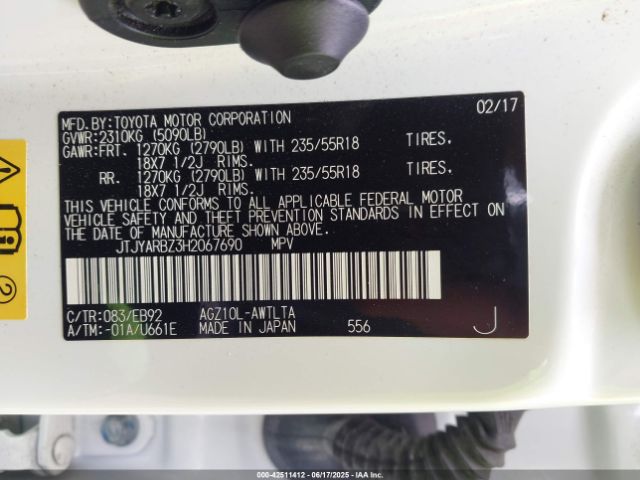 MFD.BY:TOYOTA MOTOR CORPORATION 02/17
GVWR:2310KG (5090LB)
GAWR:FRT. 1270KG (2790LB) WITH 235/55R18 TIRES.
18X7 1/2J RIMS.
RR. 1270KG (2790LB) WITH 235/55R18 TIRES.
18X7 1/2J RIMS.
THIS VEHICLE CONFORMS TO ALL APPLICABLE FEDERAL MOTOR
VEHICLE SAFETY AND THEFT PREVENTION STANDARDS IN EFFECT ON
THE DATE OF MANUFACTURE SHOWN ABOVE.
JTJYARBZ3H2067690 MPV
C/TR:083/EB92 AGZ10L-AWTLTA
A/TM:-01A/U661E MADE IN JAPAN 556 J
2
000-42511412 - 06/17/2025 - IAA, Inc.